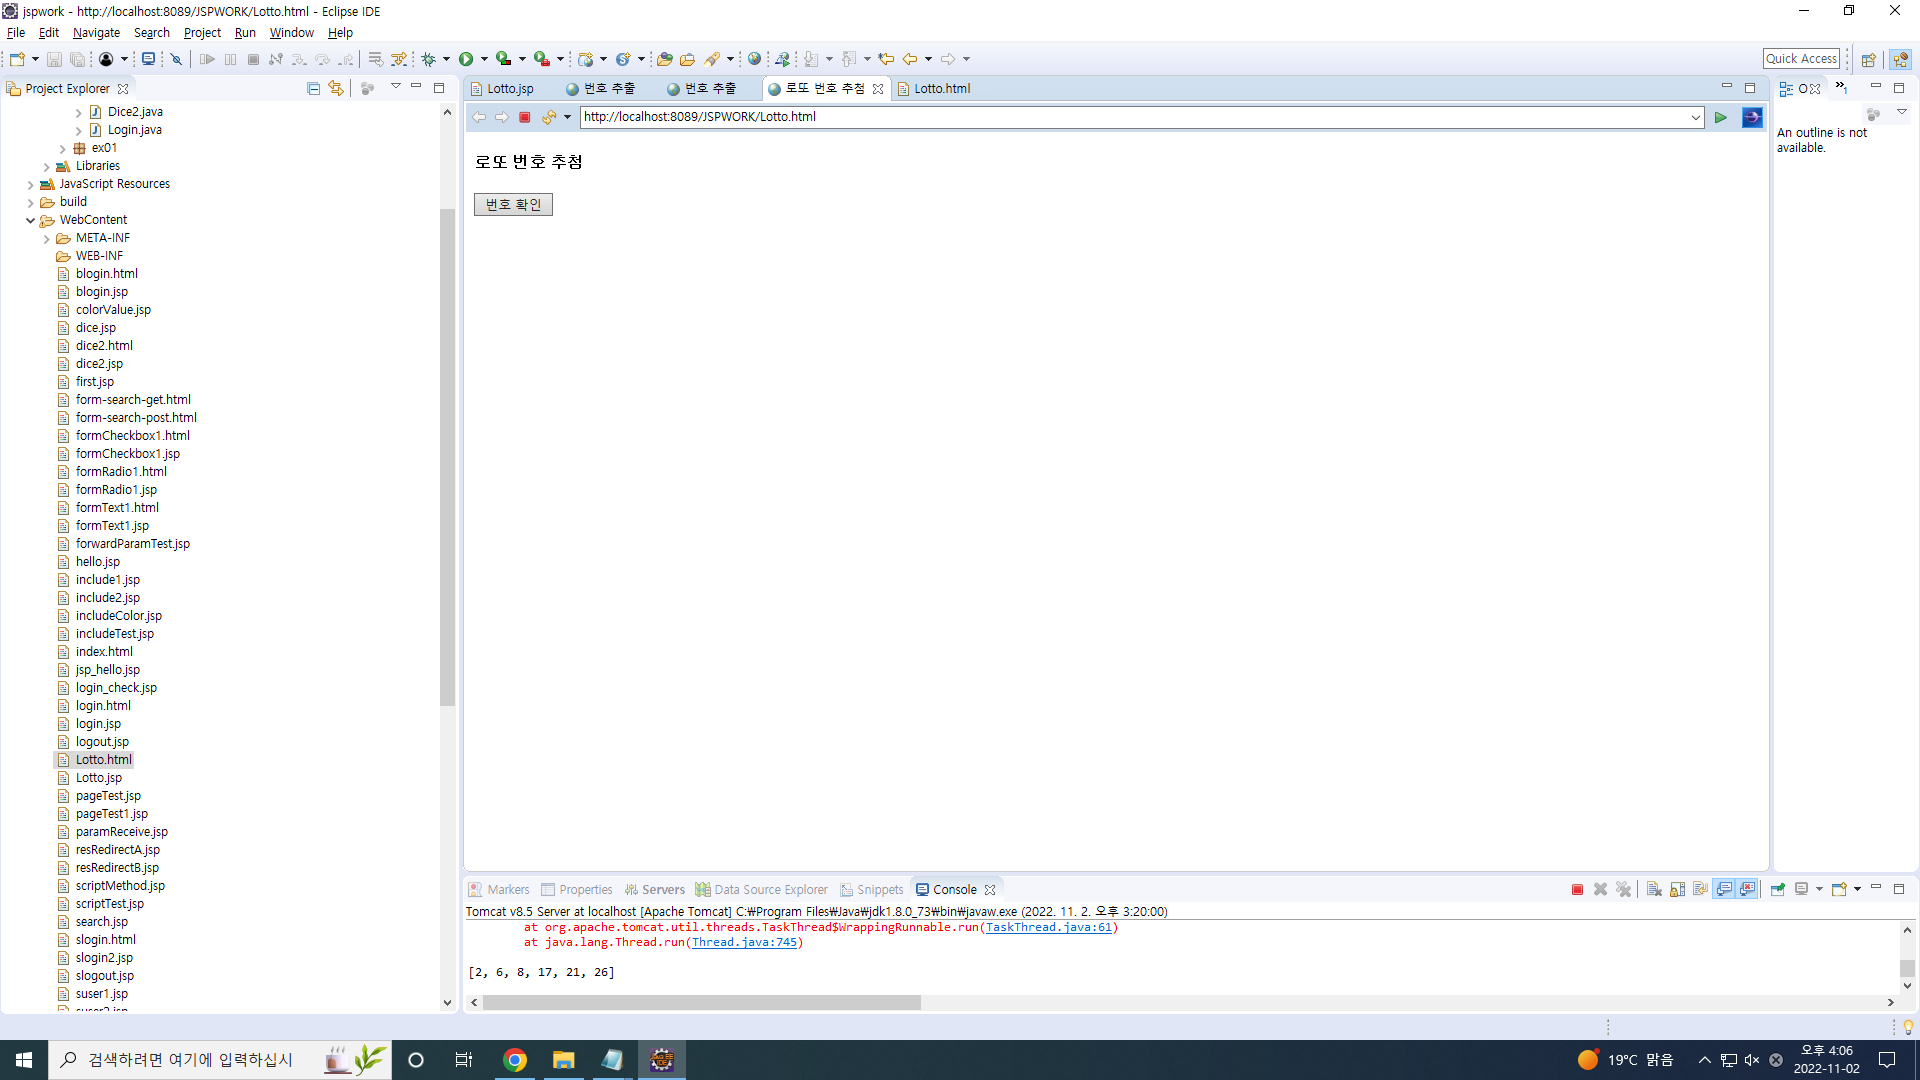 jspwork - http://localhost:8089/JSPWORK/Lotto.html - Eclipse IDE
File Edit Navigate Search Project Run Window Help
Quick Access
Project Explorer
Dice2.java
Login.java
ex01
Libraries
JavaScript Resources
build
WebContent
META-INF
WEB-INF
blogin.html
blogin.jsp
colorValue.jsp
dice.jsp
dice2.html
dice2.jsp
first.jsp
form-search-get.html
form-search-post.html
formCheckbox1.html
formCheckbox1.jsp
formRadio1.html
formRadio1.jsp
formText1.html
formText1.jsp
forwardParamTest.jsp
hello.jsp
include1.jsp
include2.jsp
includeColor.jsp
includeTest.jsp
index.html
jsp_hello.jsp
login_check.jsp
login.html
login.jsp
logout.jsp
Lotto.html
Lotto.jsp
pageTest.jsp
pageTest1.jsp
paramReceive.jsp
resRedirectA.jsp
resRedirectB.jsp
scriptMethod.jsp
scriptTest.jsp
search.jsp
slogin.html
slogin2.jsp
slogout.jsp
suser1.jsp
Lotto.jsp 번호 추출 번호 추출 로또 번호 추첨 Lotto.html
http://localhost:8089/JSPWORK/Lotto.html
로또 번호 추첨
번호 확인
O
An outline is not
available.
Markers Properties Servers Data Source Explorer Snippets Console
Tomcat v8.5 Server at localhost [Apache Tomcat] C:₩Program Files₩Java₩jdk1.8.0_73₩bin₩javaw.exe (2022. 11. 2. 오후 3:20:00)
at org.apache.tomcat.util.threads.TaskThread$WrappingRunnable.run(TaskThread.java:61)
at java.lang.Thread.run(Thread.java:745)
[2, 6, 8, 17, 21, 26]
검색하려면 여기에 입력하십시
19°C 맑음
오후 4:06
2022-11-02